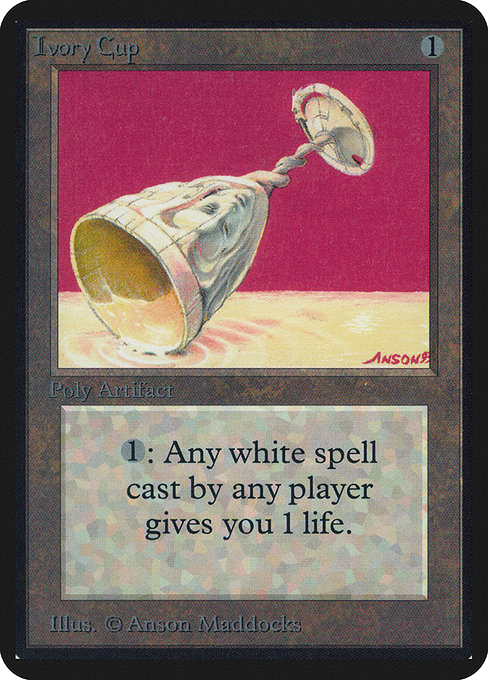 Ivory Cup 1
ANSON93
Poly Artifact
1: Any white spell
cast by any player
gives you 1 life.
Illus. © Anson Maddocks